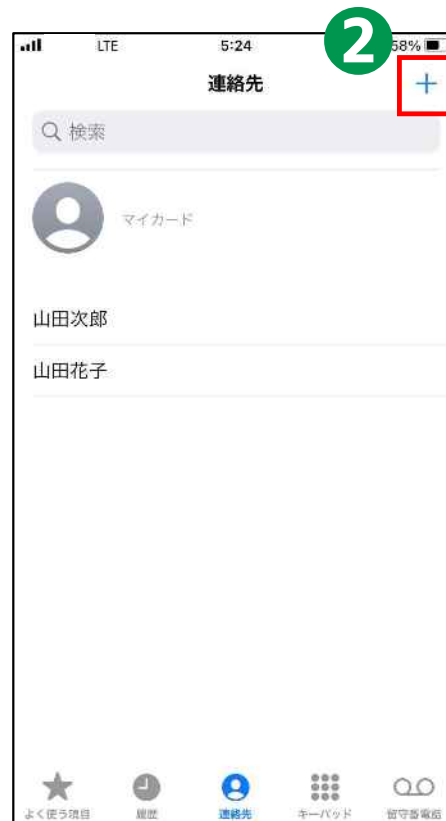 2
LTE 5:24 58%
連絡先
検索
マイカード
山田次郎
山田花子
よく使う項目 履歴 連絡先 キーパッド 留守番電話